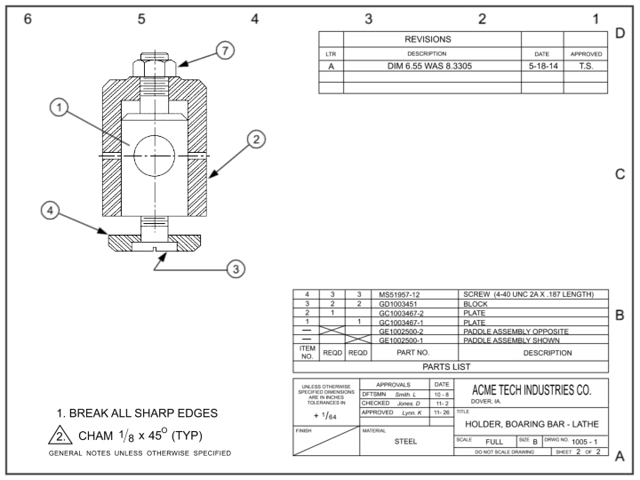 6 5 4 3 2 1
D
REVISIONS
LTR DESCRIPTION DATE APPROVED
A DIM 6.55 WAS 8.3305 5-18-14 T.S.
7
1
2
C
4
3
4 3 3 MS51957-12 SCREW (4-40 UNC 2A X .187 LENGTH)
3 2 2 GD1003451 BLOCK
2 1 GC1003467-2 PLATE
1 1 GC1003467-1 PLATE
— GE1002500-2 PADDLE ASSEMBLY OPPOSITE
— GE1002500-1 PADDLE ASSEMBLY SHOWN
ITEM NO. REQD REQD PART NO. DESCRIPTION
B
PARTS LIST
UNLESS OTHERWISE
SPECIFIED DIMENSIONS
ARE IN INCHES
TOLERANCES IN
+ 1/64
APPROVALS DATE
DFTSMN Smith. L 10 - 8
CHECKED Jones. D 11- 2
APPROVED Lynn. K 11- 26
ACME TECH INDUSTRIES CO.
DOVER, IA.
TITLE
HOLDER, BOARING BAR - LATHE
FINISH
MATERIAL
STEEL
SCALE FULL SIZE B DRWG NO. 1005 - 1
DO NOT SCALE DRAWING SHEET 2 OF 2
A
1. BREAK ALL SHARP EDGES
2. CHAM 1/8 x 45° (TYP)
GENERAL NOTES UNLESS OTHERWISE SPECIFIED